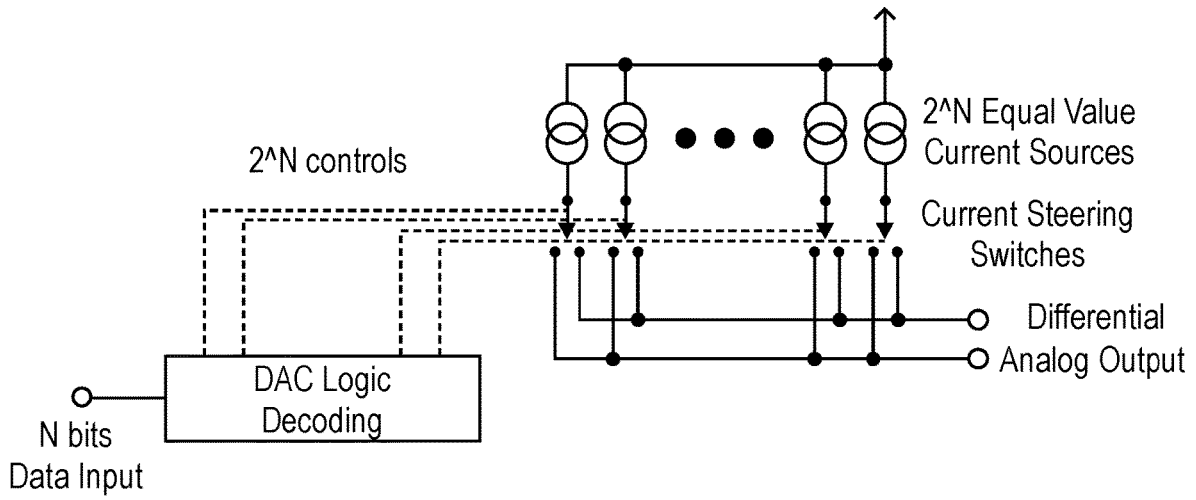 2^N Equal Value
Current Sources
2^N controls
Current Steering
Switches
Differential
Analog Output
DAC Logic
Decoding
N bits
Data Input